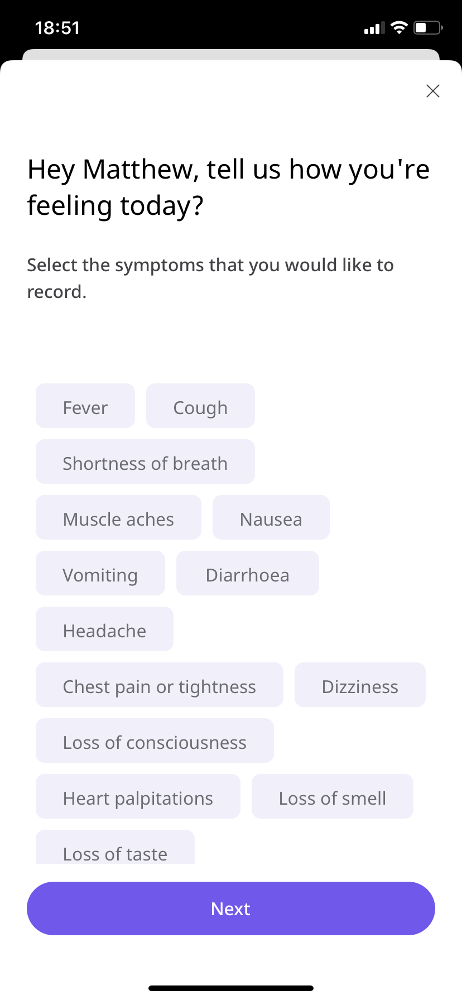 18:51
Hey Matthew, tell us how you're
feeling today?
Select the symptoms that you would like to
record.
Fever Cough
Shortness of breath
Muscle aches Nausea
Vomiting Diarrhoea
Headache
Chest pain or tightness Dizziness
Loss of consciousness
Heart palpitations Loss of smell
Loss of taste
Next